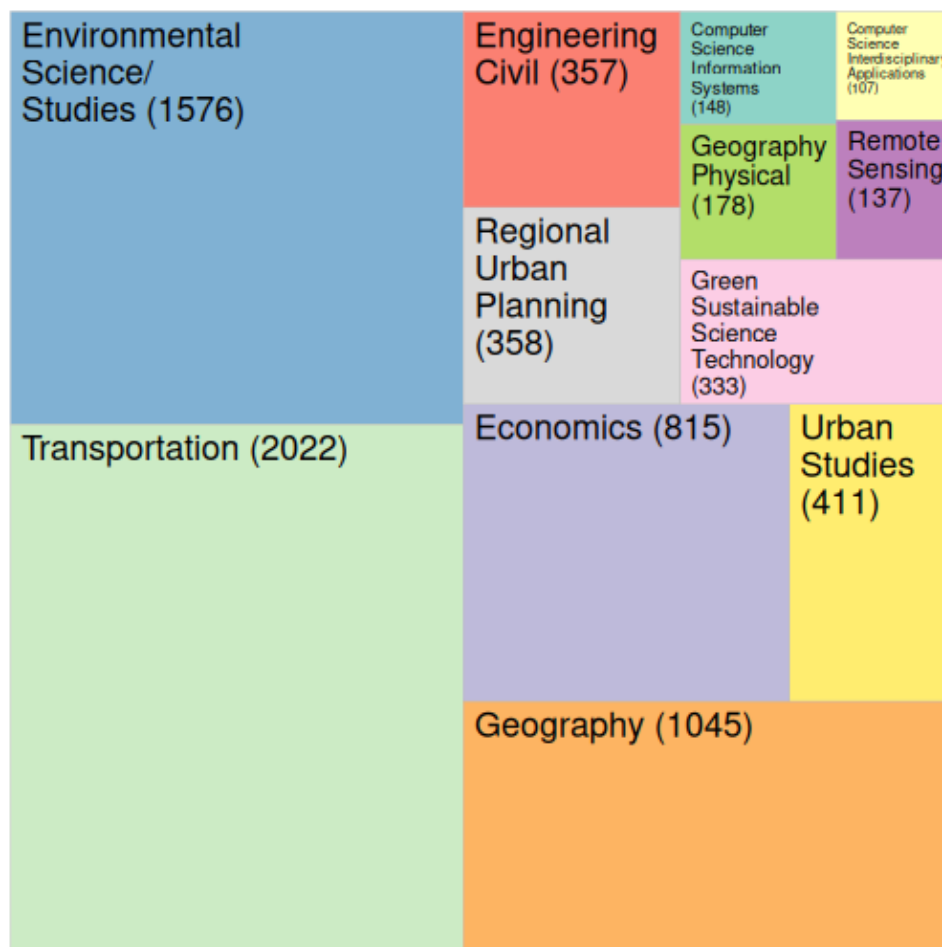 Environmental
Science/
Studies (1576)
Engineering
Civil (357)
Computer
Science
Information
Systems
(148)
Computer
Science
Interdisciplinary
Applications
(107)
Geography
Physical
(178)
Remote
Sensing
(137)
Regional
Urban
Planning
(358)
Green
Sustainable
Science
Technology
(333)
Transportation (2022)
Economics (815)
Urban
Studies
(411)
Geography (1045)